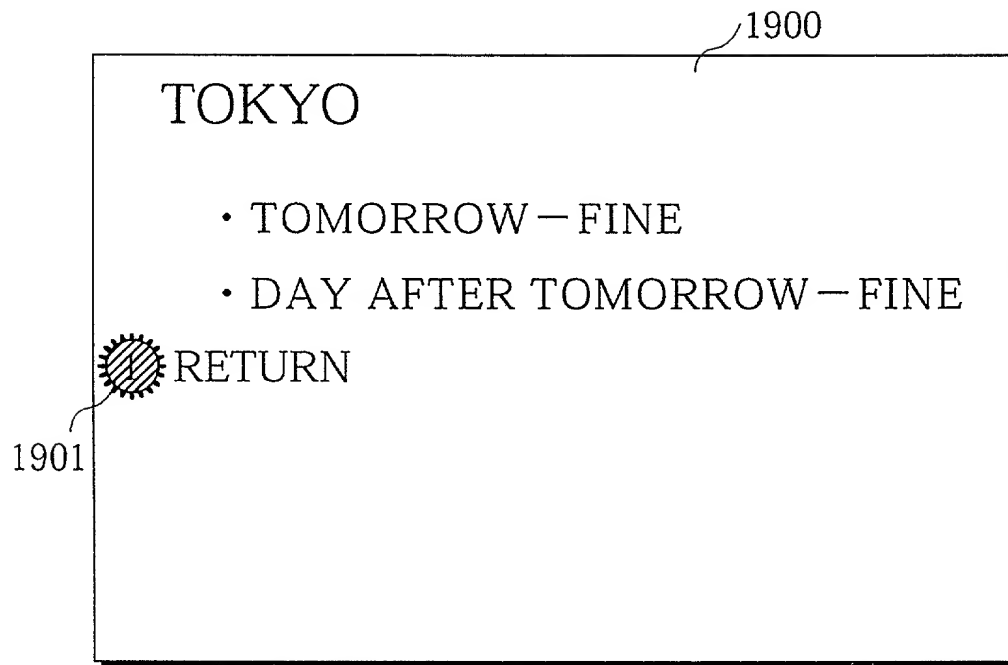 1900
TOKYO
・TOMORROW－FINE
・DAY AFTER TOMORROW－FINE
1 RETURN
1901